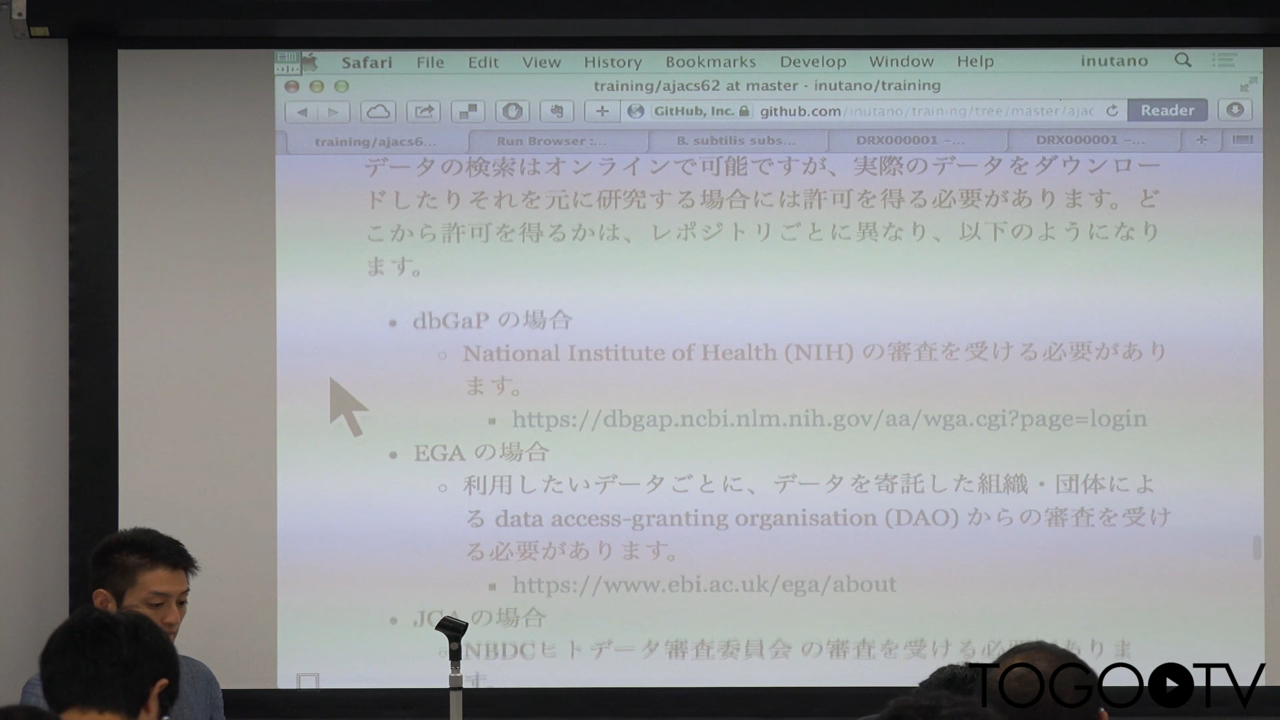 Safari File Edit View History Bookmarks Develop Window Help inutano
training/ajacs62 at master - inutano/training
GitHub, Inc. github.com/inutano/training/tree/master/ajac Reader
training/ajacs6... Run Browser :... B. subtilis subs... DRX000001 –... DRX000001 –...
データの検索はオンラインで可能ですが、実際のデータをダウンロー
ドしたりそれを元に研究する場合には許可を得る必要があります。ど
こから許可を得るかは、レポジトリごとに異なり、以下のようになり
ます。
• dbGaP の場合
◦ National Institute of Health (NIH) の審査を受ける必要があり
ます。
▪ https://dbgap.ncbi.nlm.nih.gov/aa/wga.cgi?page=login
• EGA の場合
◦ 利用したいデータごとに、データを寄託した組織・団体によ
る data access-granting organisation (DAO) からの審査を受け
る必要があります。
▪ https://www.ebi.ac.uk/ega/about
• JGA の場合
◦ NBDCヒトデータ審査委員会 の審査を受ける必要がありま
す。
TOGOTV